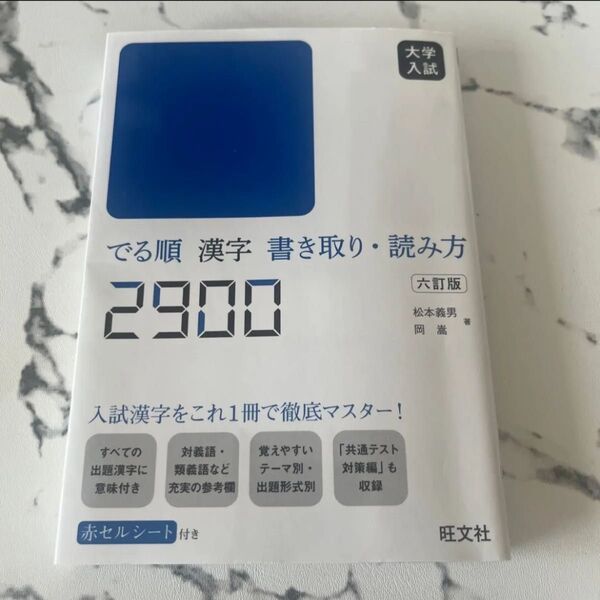 大学
入試
でる順 漢字 書き取り・読み方
2900
六訂版
松本義男
岡 嵩
著
入試漢字をこれ1冊で徹底マスター!
すべての
出題漢字に
意味付き
対義語・
類義語など
充実の参考欄
覚えやすい
テーマ別・
出題形式別
「共通テスト
対策編」も
収録
赤セルシート付き
旺文社